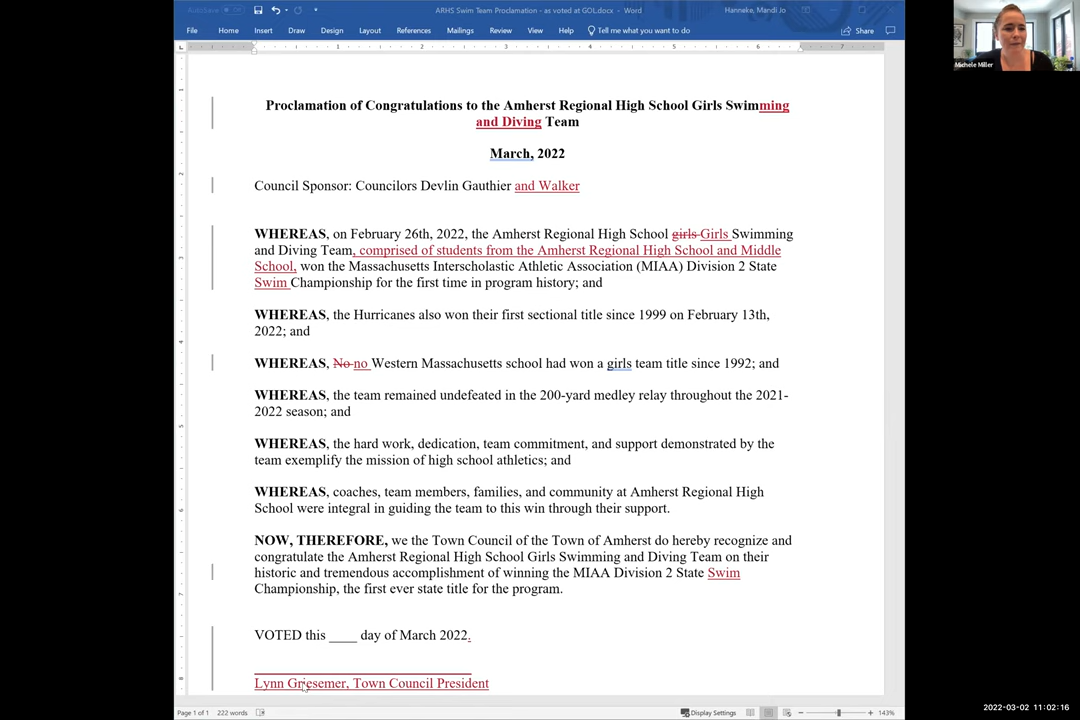 AutoSave Off
ARHS Swim Team Proclamation - as voted at GOL.docx - Word
Hanneke, Mandi Jo
File Home Insert Draw Design Layout References Mailings Review View Help Tell me what you want to do Share
Michele Miller
Proclamation of Congratulations to the Amherst Regional High School Girls Swimming
and Diving Team
March, 2022
Council Sponsor: Councilors Devlin Gauthier and Walker
WHEREAS, on February 26th, 2022, the Amherst Regional High School girls Girls Swimming
and Diving Team, comprised of students from the Amherst Regional High School and Middle
School, won the Massachusetts Interscholastic Athletic Association (MIAA) Division 2 State
Swim Championship for the first time in program history; and
WHEREAS, the Hurricanes also won their first sectional title since 1999 on February 13th,
2022; and
WHEREAS, No no Western Massachusetts school had won a girls team title since 1992; and
WHEREAS, the team remained undefeated in the 200-yard medley relay throughout the 2021-
2022 season; and
WHEREAS, the hard work, dedication, team commitment, and support demonstrated by the
team exemplify the mission of high school athletics; and
WHEREAS, coaches, team members, families, and community at Amherst Regional High
School were integral in guiding the team to this win through their support.
NOW, THEREFORE, we the Town Council of the Town of Amherst do hereby recognize and
congratulate the Amherst Regional High School Girls Swimming and Diving Team on their
historic and tremendous accomplishment of winning the MIAA Division 2 State Swim
Championship, the first ever state title for the program.
VOTED this ____ day of March 2022.
Lynn Griesemer, Town Council President
Page 1 of 1 222 words Display Settings 143%
2022-03-02 11:02:16